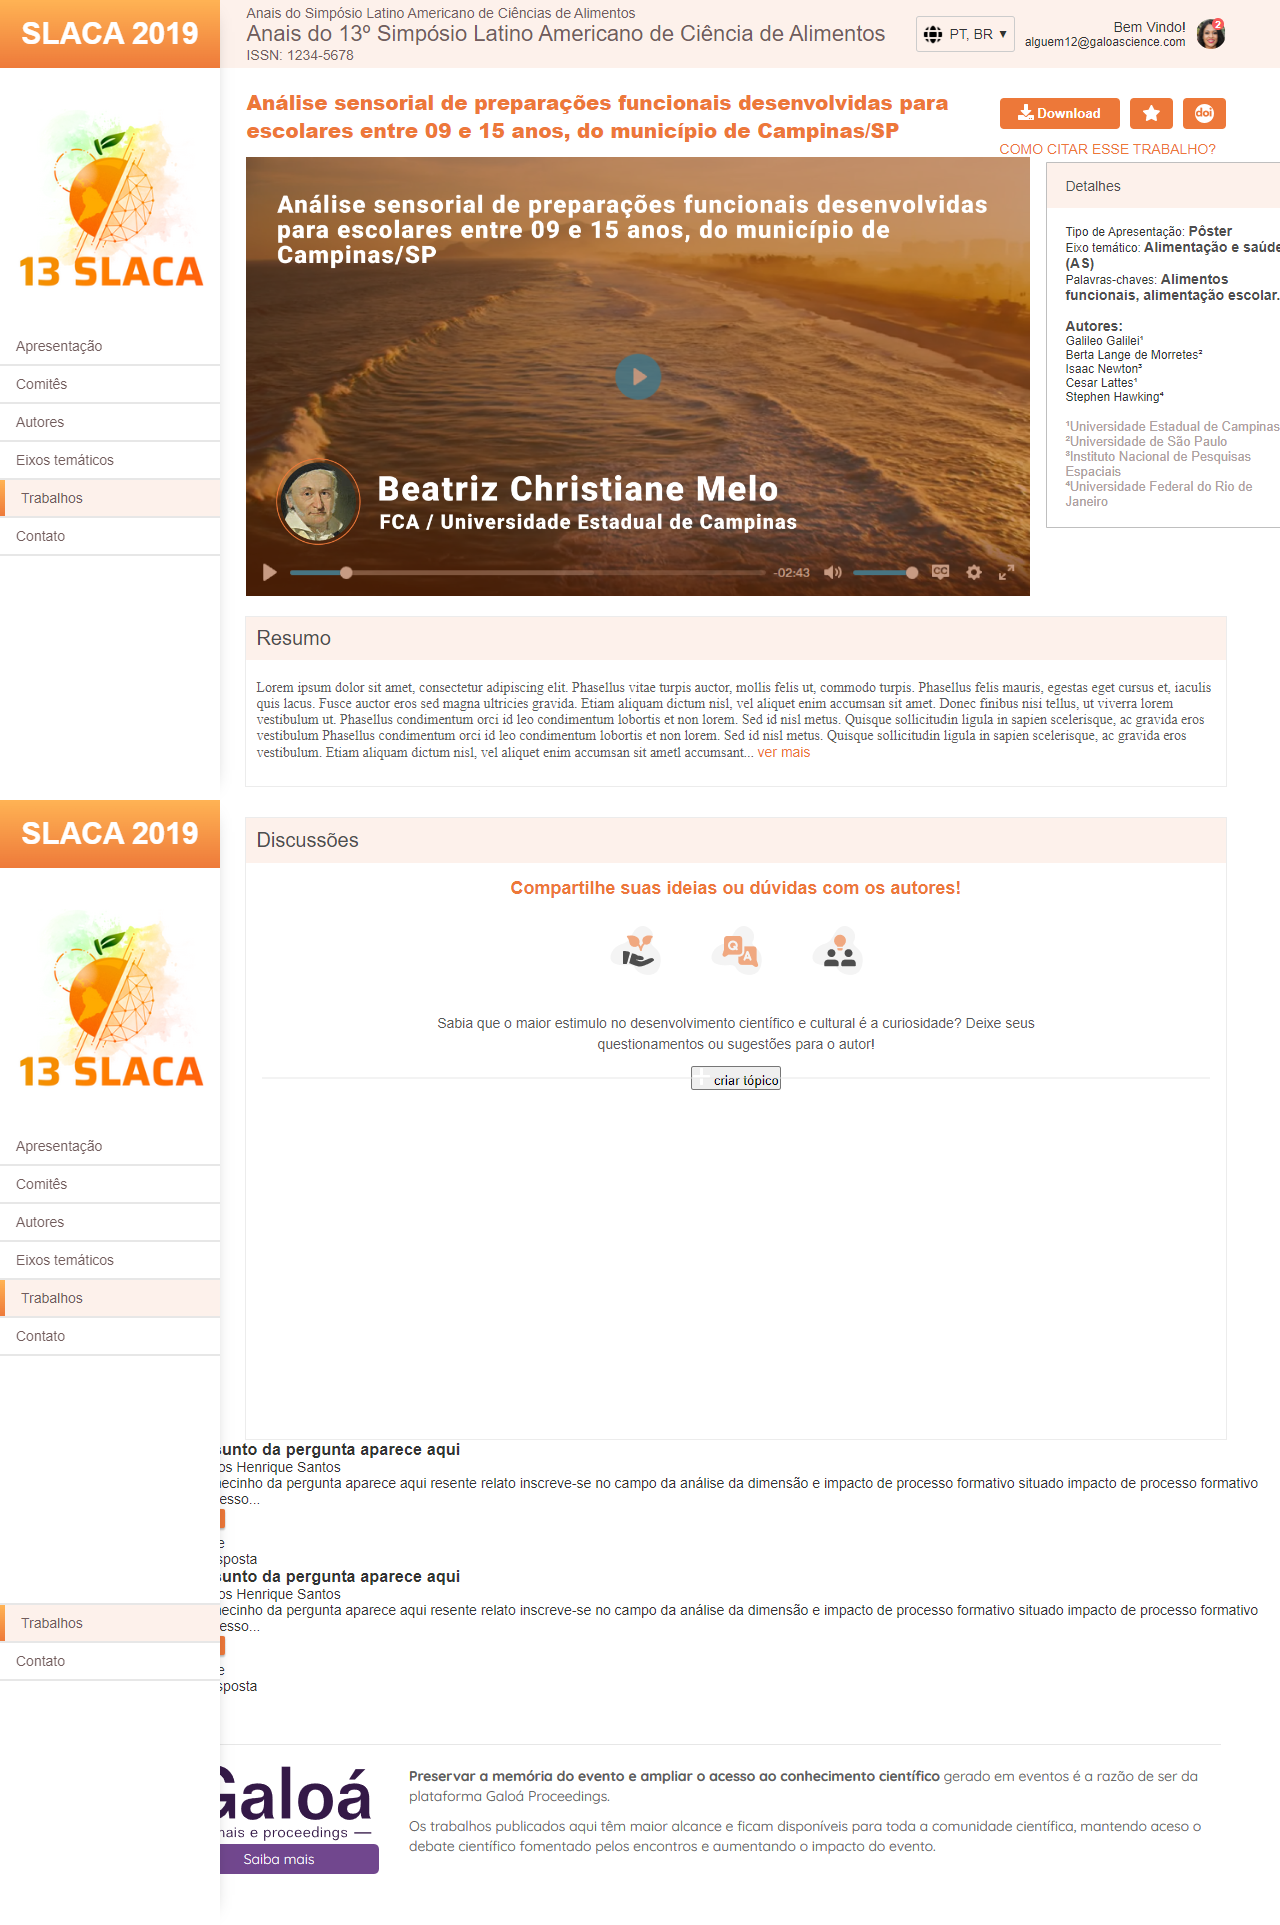 SLACA 2019
Anais do Simpósio Latino Americano de Ciências de Alimentos
Anais do 13º Simpósio Latino Americano de Ciência de Alimentos
ISSN: 1234-5678
PT, BR ▼
Bem Vindo!
alguem12@galoascience.com
2
13 SLACA
Apresentação
Comitês
Autores
Eixos temáticos
Trabalhos
Contato
Análise sensorial de preparações funcionais desenvolvidas para
escolares entre 09 e 15 anos, do município de Campinas/SP
Download
doi
COMO CITAR ESSE TRABALHO?
Análise sensorial de preparações funcionais desenvolvidas
para escolares entre 09 e 15 anos, do município de
Campinas/SP
Beatriz Christiane Melo
FCA / Universidade Estadual de Campinas
-02:43
CC
Detalhes
Tipo de Apresentação: Pôster
Eixo temático: Alimentação e saúde
(AS)
Palavras-chaves: Alimentos
funcionais, alimentação escolar.
Autores:
Galileo Galilei¹
Berta Lange de Morretes²
Isaac Newton³
Cesar Lattes¹
Stephen Hawking⁴
¹Universidade Estadual de Campinas
²Universidade de São Paulo
³Instituto Nacional de Pesquisas
Espaciais
⁴Universidade Federal do Rio de
Janeiro
Resumo
Lorem ipsum dolor sit amet, consectetur adipiscing elit. Phasellus vitae turpis auctor, mollis felis ut, commodo turpis. Phasellus felis mauris, egestas eget cursus et, iaculis
quis lacus. Fusce auctor eros sed magna ultricies gravida. Etiam aliquam dictum nisl, vel aliquet enim accumsan sit amet. Donec finibus nisi tellus, ut viverra lorem
vestibulum ut. Phasellus condimentum orci id leo condimentum lobortis et non lorem. Sed id nisl metus. Quisque sollicitudin ligula in sapien scelerisque, ac gravida eros
vestibulum Phasellus condimentum orci id leo condimentum lobortis et non lorem. Sed id nisl metus. Quisque sollicitudin ligula in sapien scelerisque, ac gravida eros
vestibulum. Etiam aliquam dictum nisl, vel aliquet enim accumsan sit ametl accumsant... ver mais
SLACA 2019
13 SLACA
Apresentação
Comitês
Autores
Eixos temáticos
Trabalhos
Contato
Discussões
Compartilhe suas ideias ou dúvidas com os autores!
Q
A
Sabia que o maior estimulo no desenvolvimento científico e cultural é a curiosidade? Deixe seus
questionamentos ou sugestões para o autor!
criar tópico
sunto da pergunta aparece aqui
os Henrique Santos
necinho da pergunta aparece aqui resente relato inscreve-se no campo da análise da dimensão e impacto de processo formativo situado impacto de processo formativo
esso...
e
sposta
sunto da pergunta aparece aqui
os Henrique Santos
necinho da pergunta aparece aqui resente relato inscreve-se no campo da análise da dimensão e impacto de processo formativo situado impacto de processo formativo
esso...
e
sposta
Trabalhos
Contato
Galoá
nais e proceedings
Saiba mais
Preservar a memória do evento e ampliar o acesso ao conhecimento científico gerado em eventos é a razão de ser da
plataforma Galoá Proceedings.
Os trabalhos publicados aqui têm maior alcance e ficam disponíveis para toda a comunidade científica, mantendo aceso o
debate científico fomentado pelos encontros e aumentando o impacto do evento.